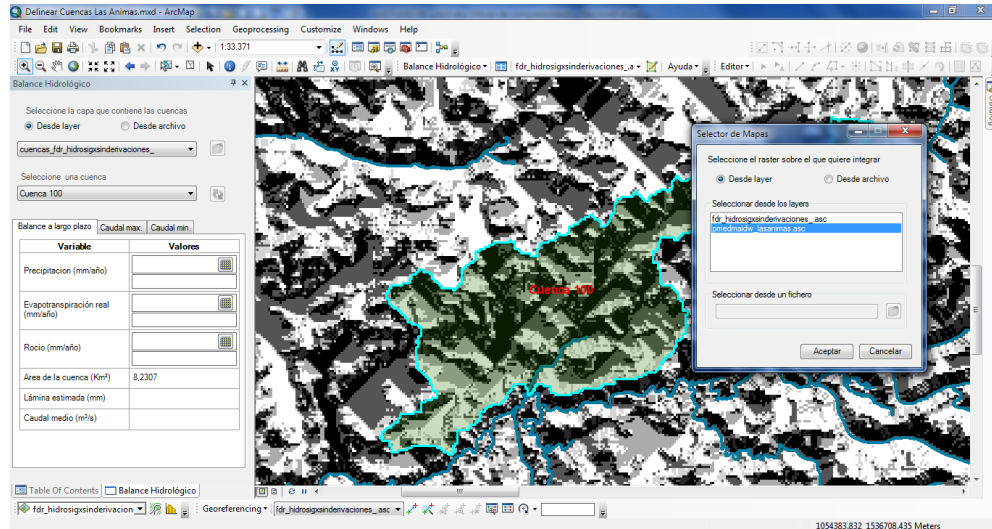 Delinear Cuencas Las Animas.mxd - ArcMap
File Edit View Bookmarks Insert Selection Geoprocessing Customize Windows Help
1:33.371
Balance Hidrológico fdr_hidrosigxsinderivaciones_.a Ayuda Editor
Balance Hidrológico
Seleccione la capa que contiene las cuencas
Desde layer Desde archivo
cuencas_fdr_hidrosigxsinderivaciones_
Seleccione una cuenca
Cuenca 100
Balance a largo plazo Caudal max. Caudal min.
Variable Valores
Precipitacion (mm/año)
Evapotranspiración real
(mm/año)
Rocio (mm/año)
Area de la cuenca (Km²) 8,2307
Lámina estimada (mm)
Caudal medio (m³/s)
Table Of Contents Balance Hidrológico
Cuenca 100
Selector de Mapas
Seleccione el raster sobre el que quiere integrar
Desde layer Desde archivo
Seleccionar desde los layers
fdr_hidrosigxsinderivaciones_.asc
pmedmaidw_lasanimas.asc
Seleccionar desde un fichero
Aceptar Cancelar
fdr_hidrosigxsinderivacion Georeferencing fdr_hidrosigxsinderivaciones_.asc
1054383,832 1536708,435 Meters